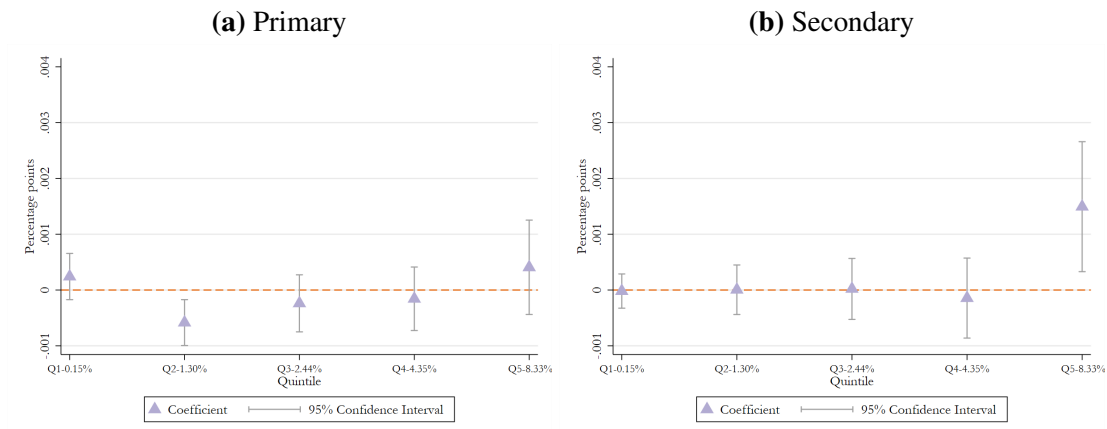 (a) Primary
Percentage points
.004
.003
.002
.001
0
-.001
Q1-0.15%
Q2-1.30%
Q3-2.44%
Q4-4.35%
Q5-8.33%
Quintile
Coefficient
95% Confidence Interval
(b) Secondary
Percentage points
.004
.003
.002
.001
0
-.001
Q1-0.15%
Q2-1.30%
Q3-2.44%
Q4-4.35%
Q5-8.33%
Quintile
Coefficient
95% Confidence Interval